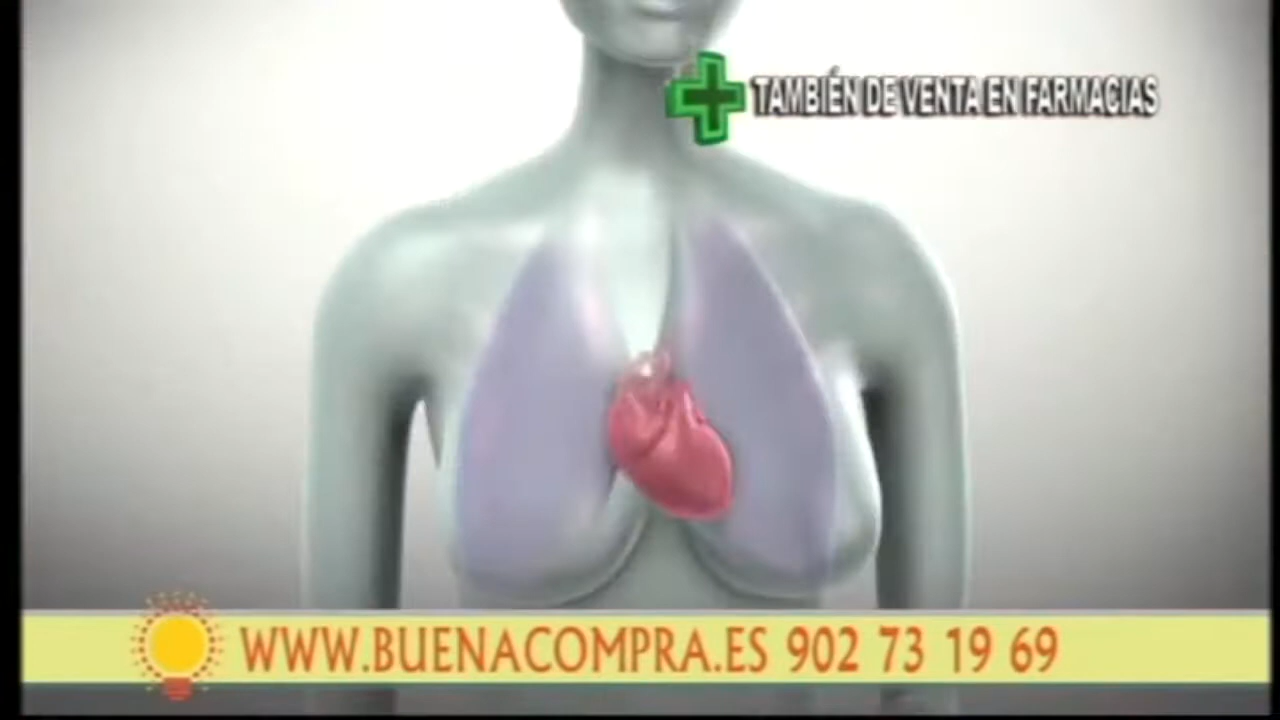 TAMBIÉN DE VENTA EN FARMACIAS
WWW.BUENACOMPRA.ES 902 73 19 69